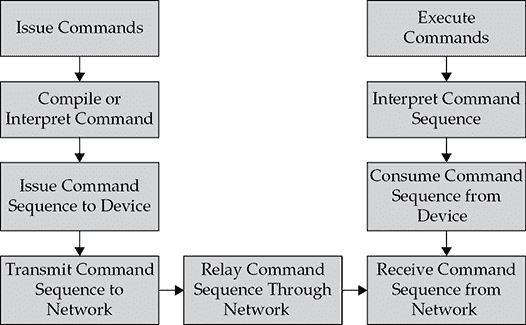 Issue Commands
Compile or
Interpret Command
Issue Command
Sequence to Device
Transmit Command
Sequence to
Network
Relay Command
Sequence Through
Network
Receive Command
Sequence from
Network
Consume Command
Sequence from
Device
Interpret Command
Sequence
Execute
Commands